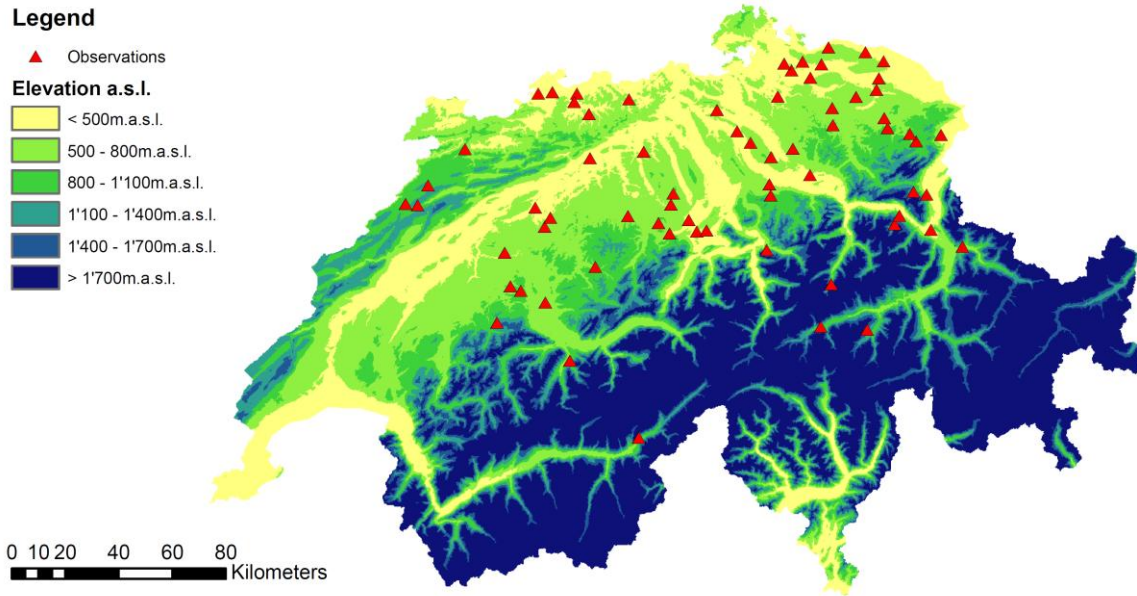 Legend
Observations
Elevation a.s.l.
< 500m.a.s.l.
500 - 800m.a.s.l.
800 - 1'100m.a.s.l.
1'100 - 1'400m.a.s.l.
1'400 - 1'700m.a.s.l.
> 1'700m.a.s.l.
0 10 20 40 60 80
Kilometers